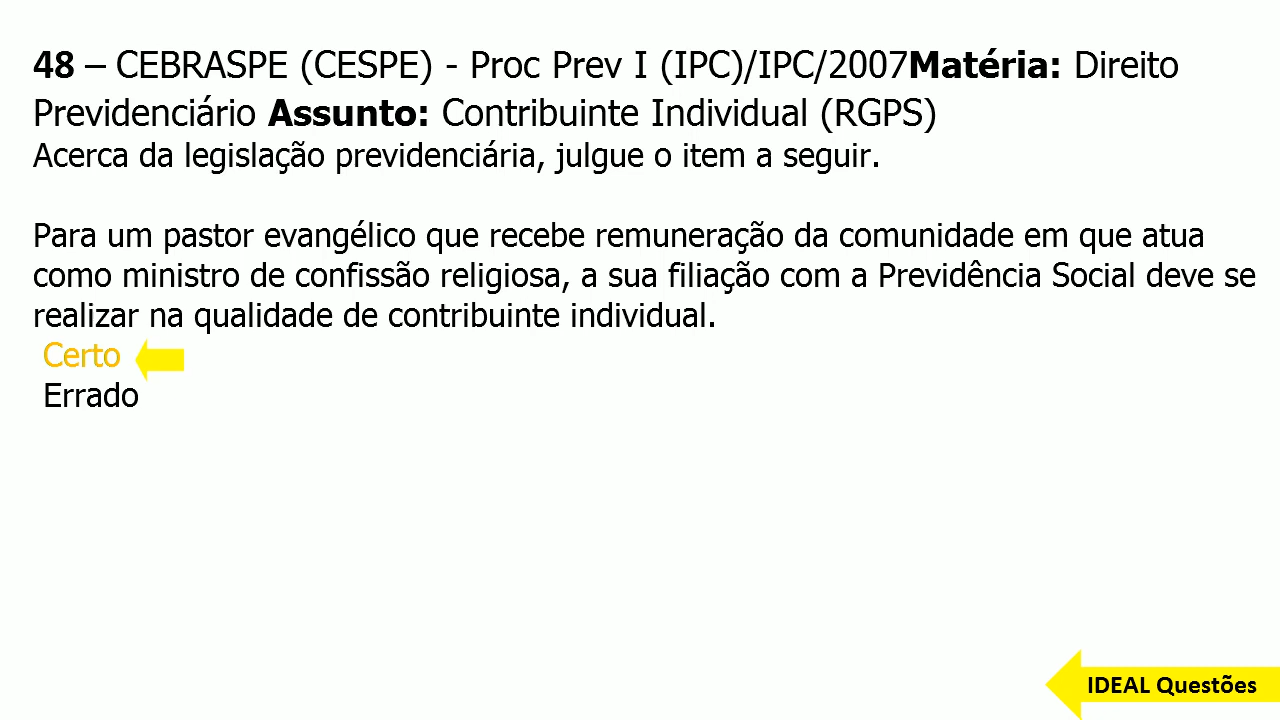 48 – CEBRASPE (CESPE) - Proc Prev I (IPC)/IPC/2007Matéria: Direito
Previdenciário Assunto: Contribuinte Individual (RGPS)
Acerca da legislação previdenciária, julgue o item a seguir.
Para um pastor evangélico que recebe remuneração da comunidade em que atua
como ministro de confissão religiosa, a sua filiação com a Previdência Social deve se
realizar na qualidade de contribuinte individual.
Certo
Errado
IDEAL Questões